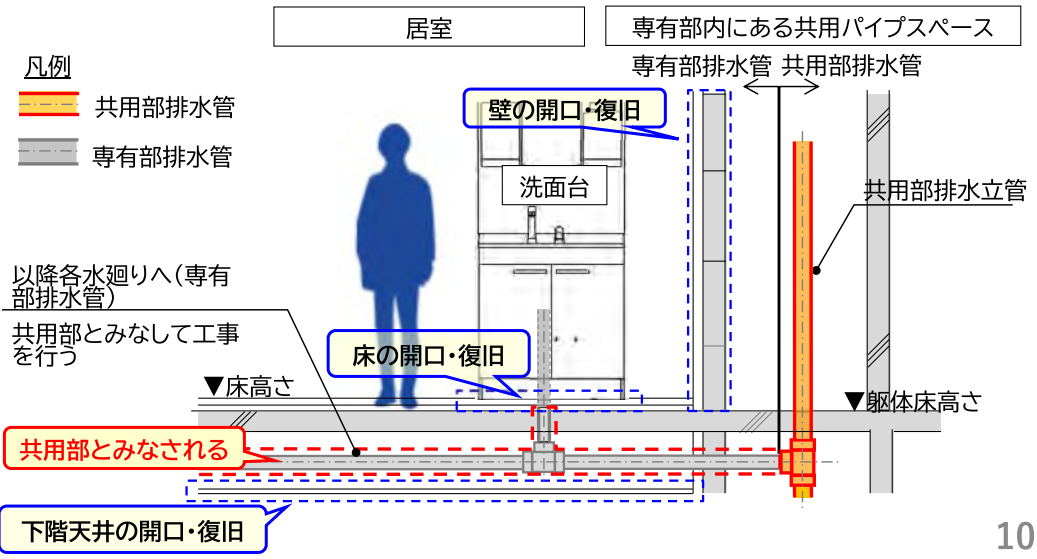 居室
専有部内にある共用パイプスペース
専有部排水管 共用部排水管
凡例
共用部排水管
専有部排水管
壁の開口・復旧
洗面台
共用部排水立管
以降各水廻りへ(専有
部排水管)
共用部とみなして工事
を行う
床の開口・復旧
▼床高さ
▼躯体床高さ
共用部とみなされる
下階天井の開口・復旧
10